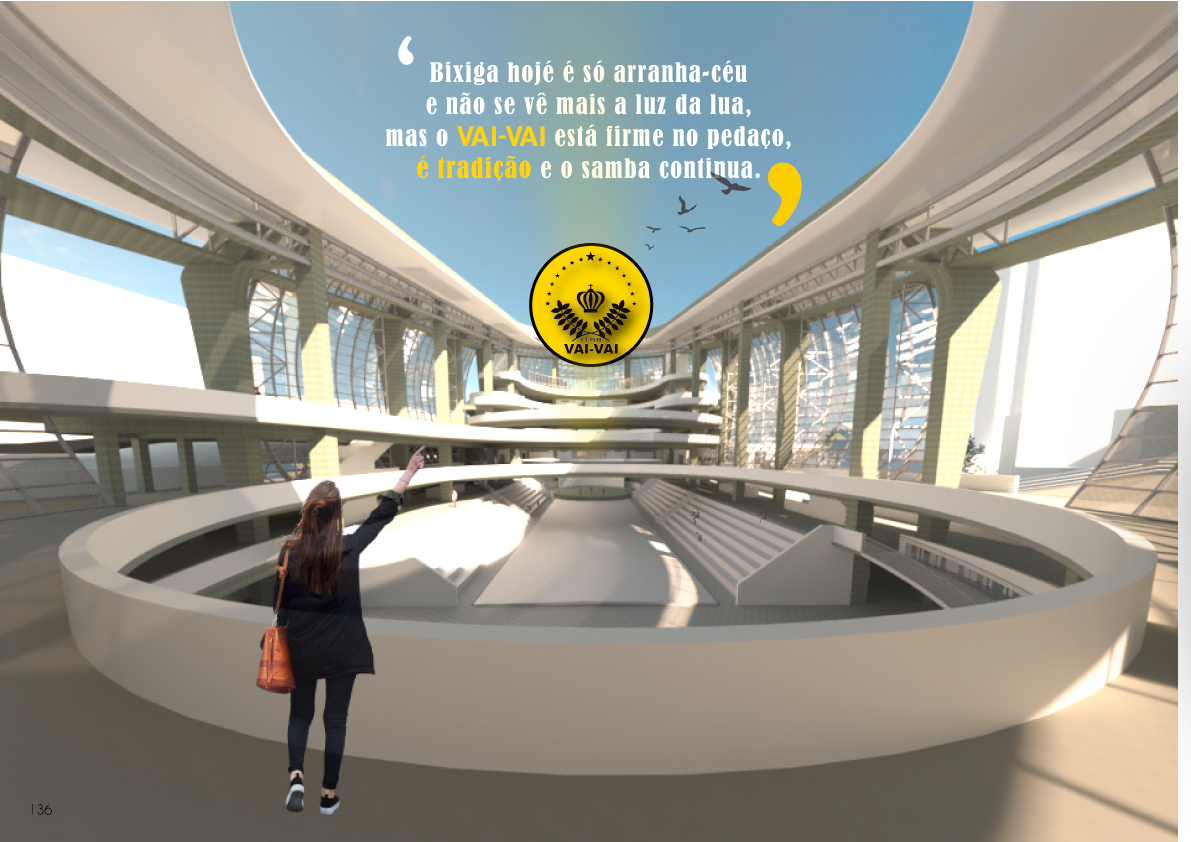 ‘
Bixiga hojé é só arranha-céu
e não se vê mais a luz da lua,
mas o VAI-VAI está firme no pedaço,
é tradição e o samba continua.
’
VAI-VAI
136